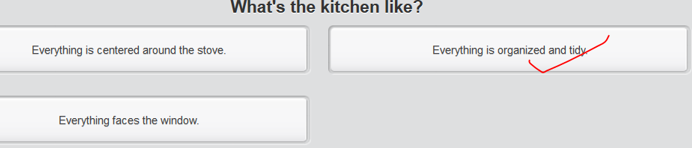 What's the kitchen like?
Everything is centered around the stove.
Everything is organized and tidy.
Everything faces the window.